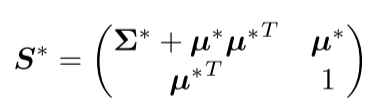 S* = ( Σ* + μ*μ*ᵀ  μ*
μ*ᵀ  1 )